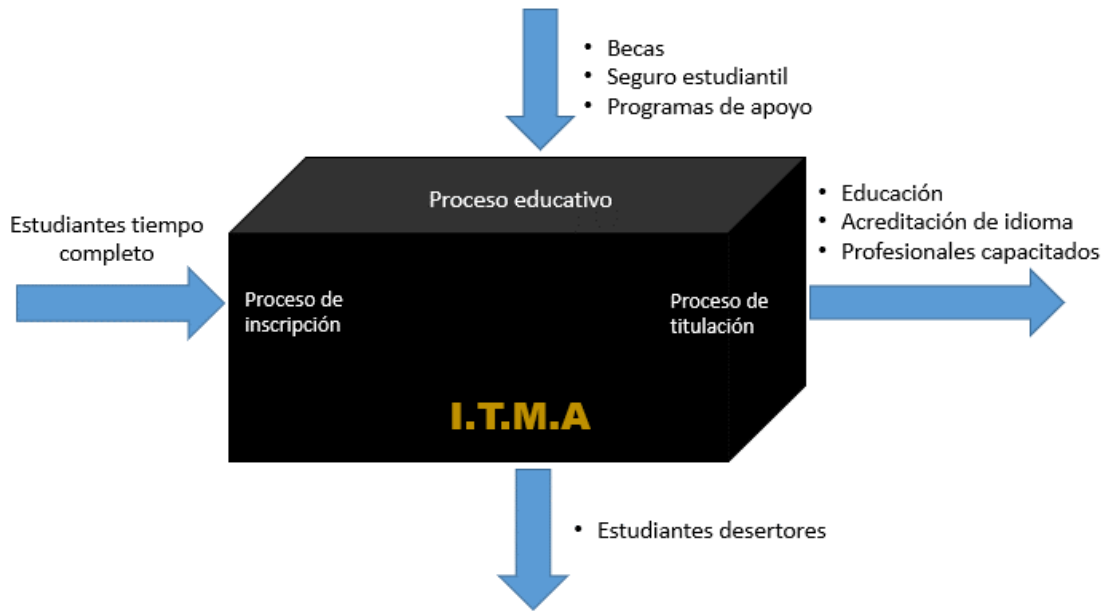 • Becas
• Seguro estudiantil
• Programas de apoyo
Proceso educativo
Estudiantes tiempo
completo
• Educación
• Acreditación de idioma
• Profesionales capacitados
Proceso de
inscripción
Proceso de
titulación
I.T.M.A
• Estudiantes desertores